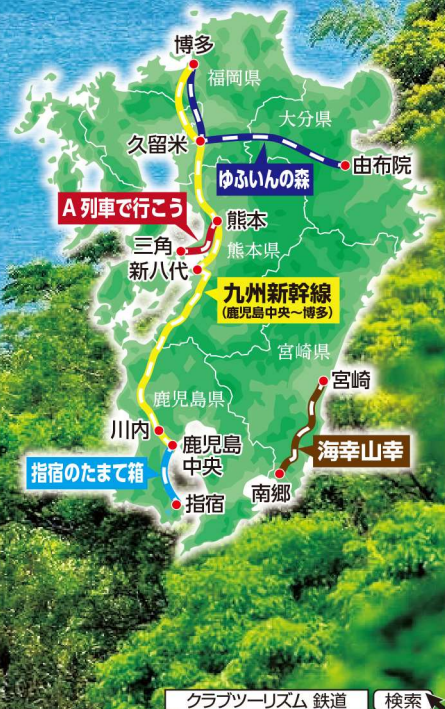 博多
福岡県
大分県
久留米
ゆふいんの森
由布院
A列車で行こう
熊本
三角
熊本県
新八代
九州新幹線
(鹿児島中央～博多)
宮崎県
宮崎
鹿児島県
川内
鹿児島
中央
海幸山幸
指宿のたまて箱
南郷
指宿
クラブツーリズム 鉄道
検索